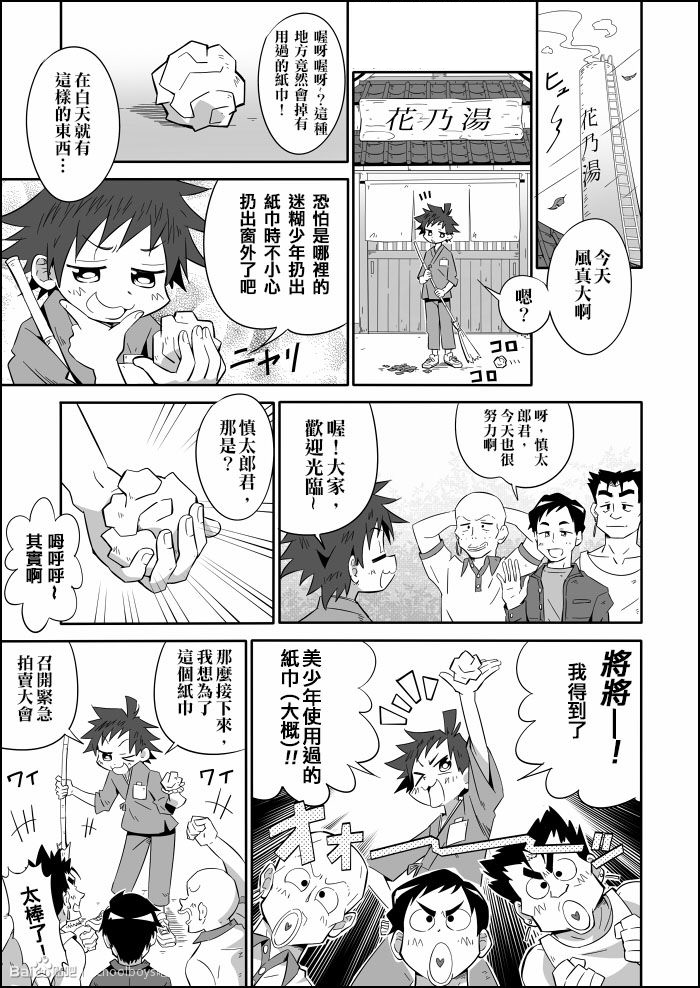 ヒュ〜
花乃湯
今天
風真大啊
花乃湯
嗯？
コロ
コロ
喔呀喔呀？這種
地方竟然會掉有
用過的紙巾！
在白天就有
這樣的東西…
恐怕是哪裡的
迷糊少年扔出
紙巾時不小心
扔出窗外了吧
ニヤリ
呀，慎太
郎君，
今天也很
努力啊
喔！大家，
歡迎光臨~
慎太郎君，
那是？
呣呼呼~
其實啊
將將—！
我得到了
美少年使用過的
紙巾(大概)!!
オオォ
那麼接下來，
我想為了
這個紙巾
召開緊急
拍賣大會
ワイ
ワイ
太棒了！